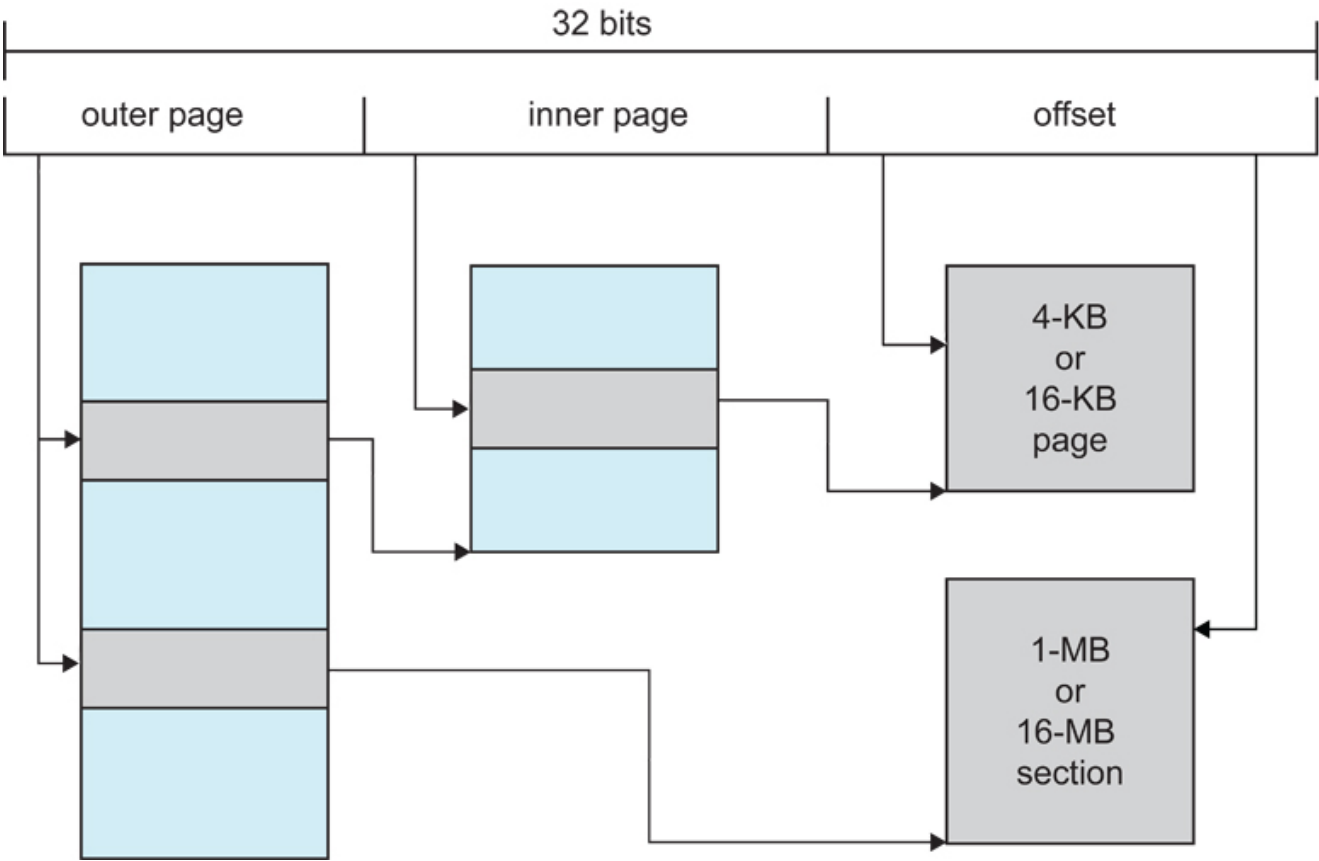 32 bits
outer page
inner page
offset
4-KB
or
16-KB
page
1-MB
or
16-MB
section